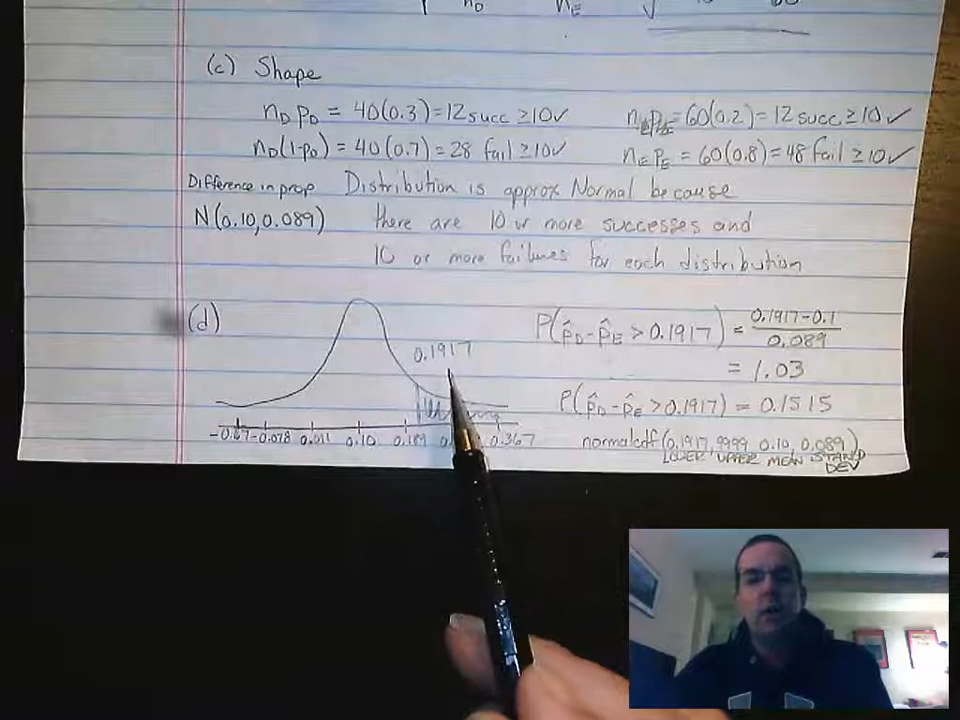 n_D n_E √
(c) Shape
n_D p_D = 40(0.3) = 12 succ ≥ 10 ✓
n_E p_E = 60(0.2) = 12 succ ≥ 10 ✓
n_D(1-p_D) = 40(0.7) = 28 fail ≥ 10 ✓
n_E p_E = 60(0.8) = 48 fail ≥ 10 ✓
Difference in prop Distribution is approx Normal because
N(0.10, 0.089) there are 10 or more successes and
10 or more failures for each distribution
(d)
0.1917
-0.078 0.011 0.10 0.189 0.367
P(p̂_D - p̂_E > 0.1917) = 0.1917-0.1
0.089
= 1.03
P(p̂_D - p̂_E > 0.1917) = 0.1515
normalcdf(0.1917, 9999, 0.10, 0.089)
LOWER UPPER MEAN STAND
DEV